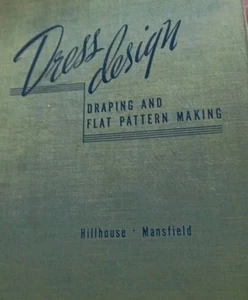 Dress
design
DRAPING AND
FLAT PATTERN MAKING
Hillhouse · Mansfield